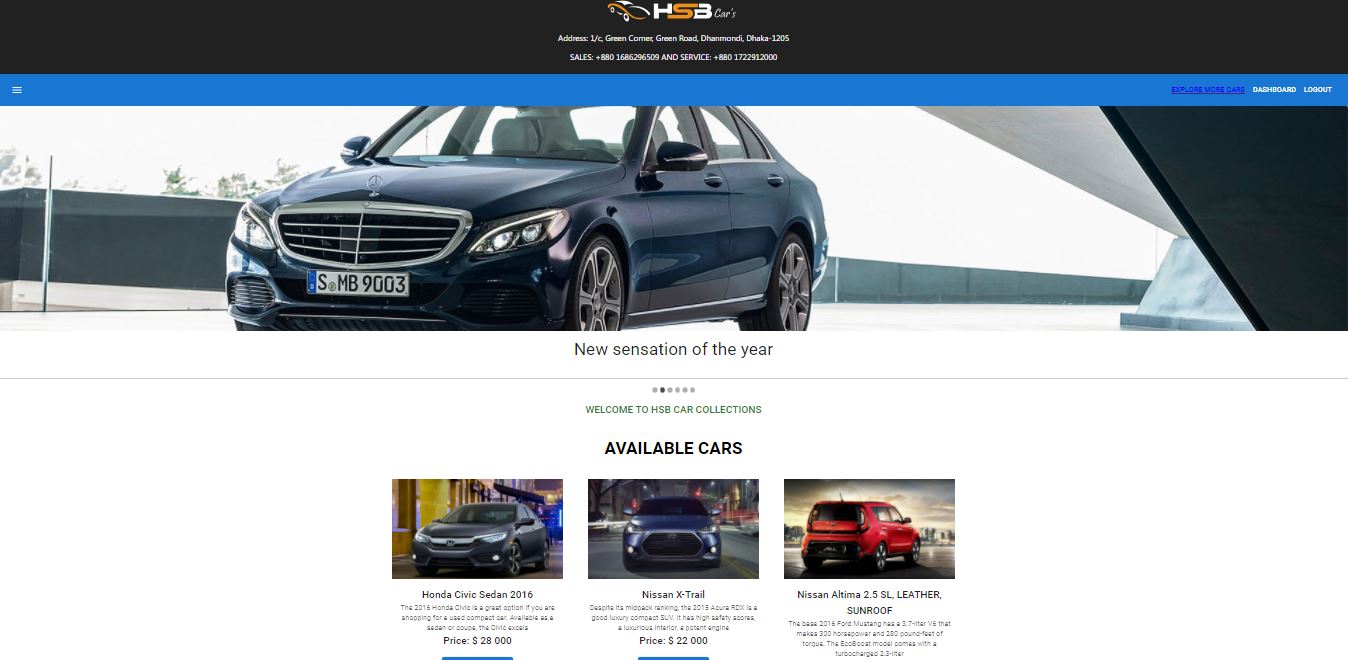 HSB Car's
Address: 1/c, Green Corner, Green Road, Dhanmondi, Dhaka-1205
SALES: +880 1686296509 AND SERVICE: +880 1722912000
EXPLORE MORE CARS DASHBOARD LOGOUT
S MB 9003
New sensation of the year
WELCOME TO HSB CAR COLLECTIONS
AVAILABLE CARS
Honda Civic Sedan 2016
The 2016 Honda Civic is a great option if you are
shopping for a used compact car. Available as a
sedan or coupe, the Civic excels
Price: $ 28 000
Nissan X-Trail
Despite its midpack ranking, the 2015 Acura RDX is a
good luxury compact SUV. It has high safety scores,
a luxurious interior, a potent engine
Price: $ 22 000
Nissan Altima 2.5 SL, LEATHER,
SUNROOF
The base 2016 Ford Mustang has a 3.7-liter V6 that
makes 300 horsepower and 280 pound-feet of
torque. The EcoBoost model comes with a
turbocharged 2.3-liter